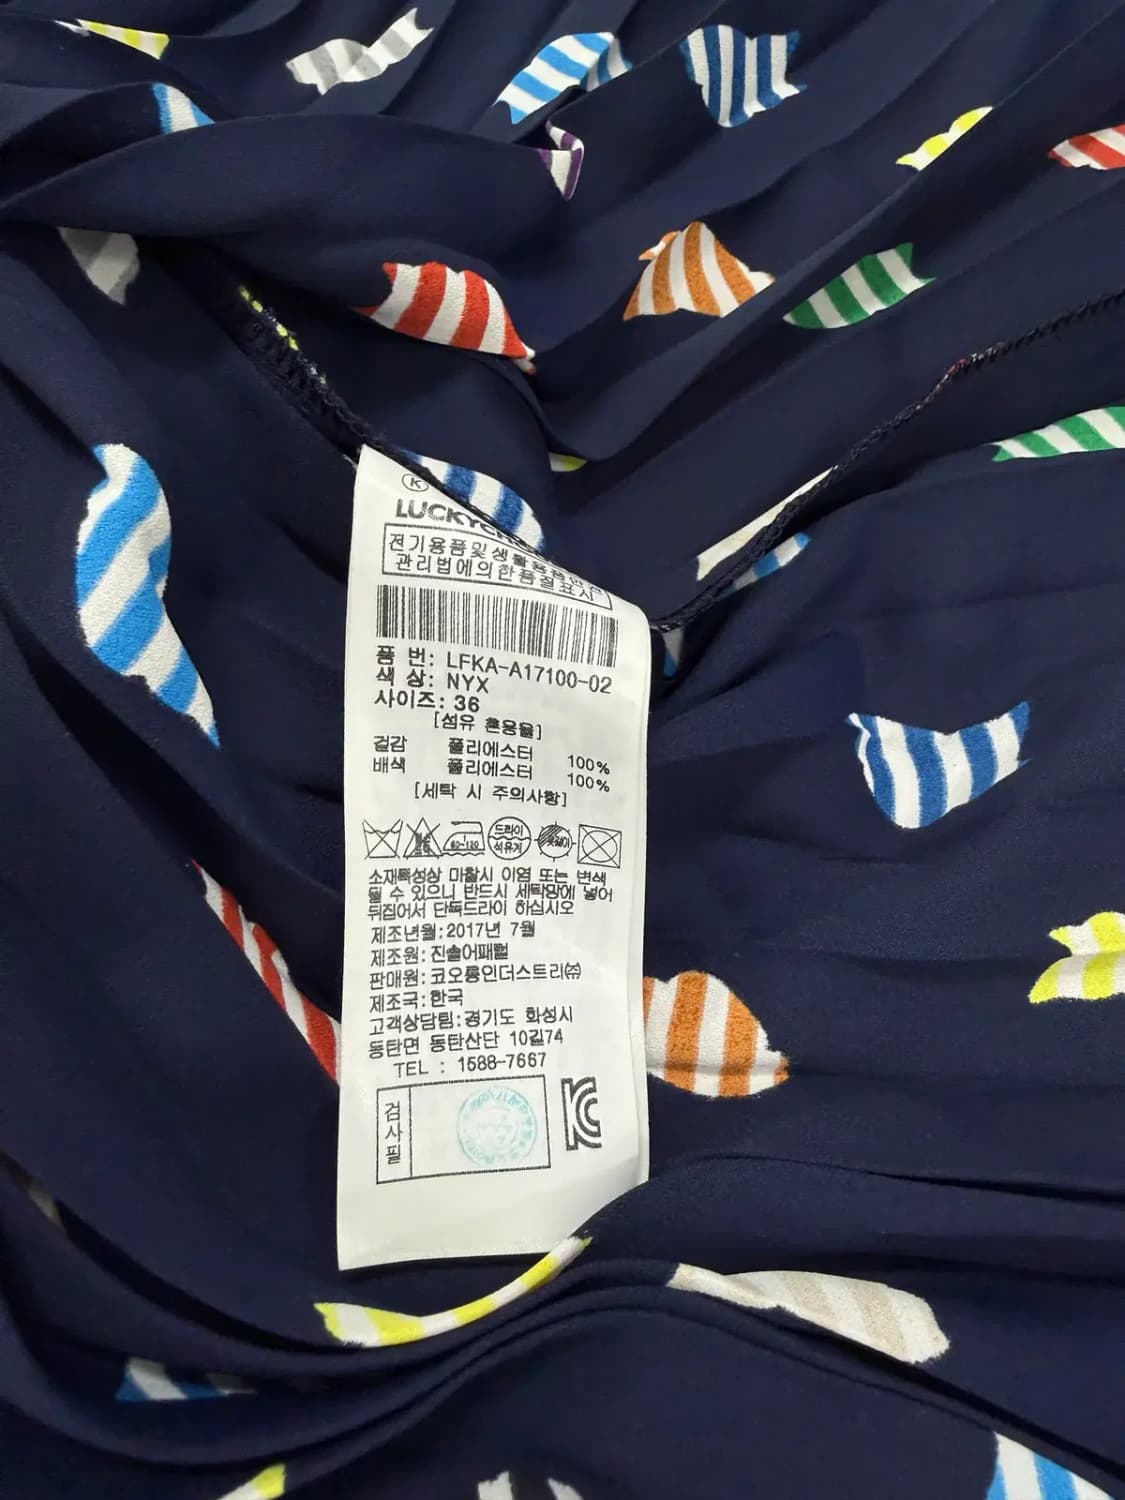 K
LUCKYCH
전기용품및생활용품안전
관리법에의한품질표시
품 번: LFKA-A17100-02
색 상: NYX
사이즈: 36
[섬유 혼용율]
겉감 폴리에스터 100%
배색 폴리에스터 100%
[세탁 시 주의사항]
60-120 드라이 석유계
소재특성상 마찰시 이염 또는 변색
될 수 있으니 반드시 세탁망에 넣어
뒤집어서 단독드라이 하십시오
제조년월:2017년 7월
제조원:진솔어패럴
판매원:코오롱인더스트리㈜
제조국:한국
고객상담팀:경기도 화성시
동탄면 동탄산단 10길74
TEL : 1588-7667
검사필
KC